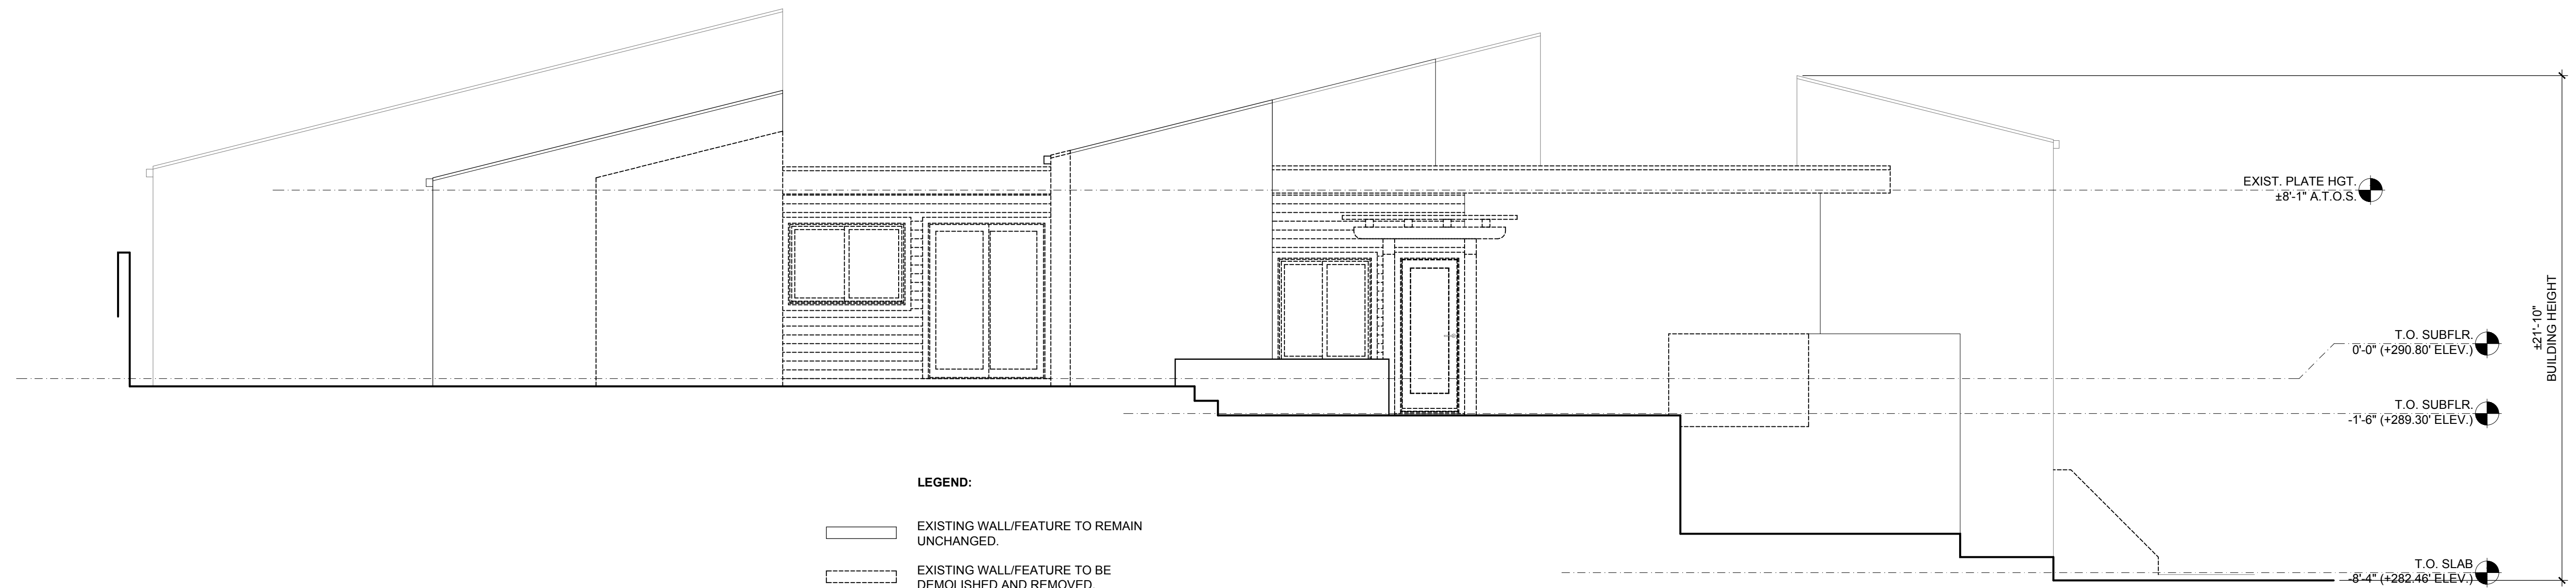 EXIST. PLATE HGT.
±8'-1" A.T.O.S.
T.O. SUBFLR.
0'-0" (+290.80' ELEV.)
±21'-10"
BUILDING HEIGHT
T.O. SUBFLR.
-1'-6" (+289.30' ELEV.)
LEGEND:
EXISTING WALL/FEATURE TO REMAIN
UNCHANGED.
EXISTING WALL/FEATURE TO BE
DEMOLISHED AND REMOVED.
T.O. SLAB
-8'-4" (+282.46' ELEV.)